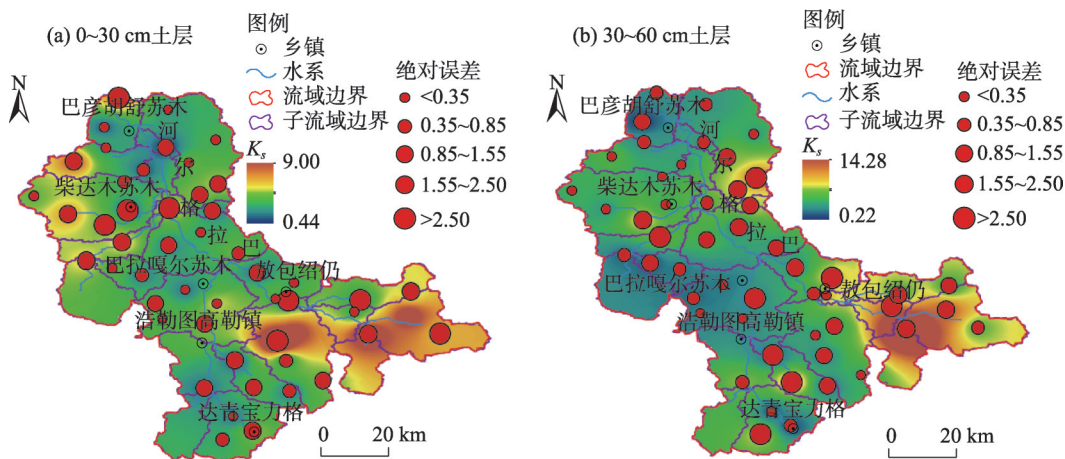 (a) 0~30 cm土层
图例
乡镇
水系
流域边界
子流域边界
绝对误差
<0.35
0.35~0.85
0.85~1.55
1.55~2.50
>2.50
Ks
9.00
0.44
N
巴彦胡舒苏木
河
尔
柴达木苏木
格
拉
巴
巴拉嘎尔苏木
敖包绍仍
浩勒图高勒镇
达青宝力格
0 20 km
(b) 30~60 cm土层
图例
乡镇
流域边界
水系
子流域边界
绝对误差
<0.35
0.35~0.85
0.85~1.55
1.55~2.50
>2.50
Ks
14.28
0.22
N
巴彦胡舒苏木
河
尔
柴达木苏木
格
拉
巴
巴拉嘎尔苏木
敖包绍仍
浩勒图高勒镇
达青宝力格
0 20 km